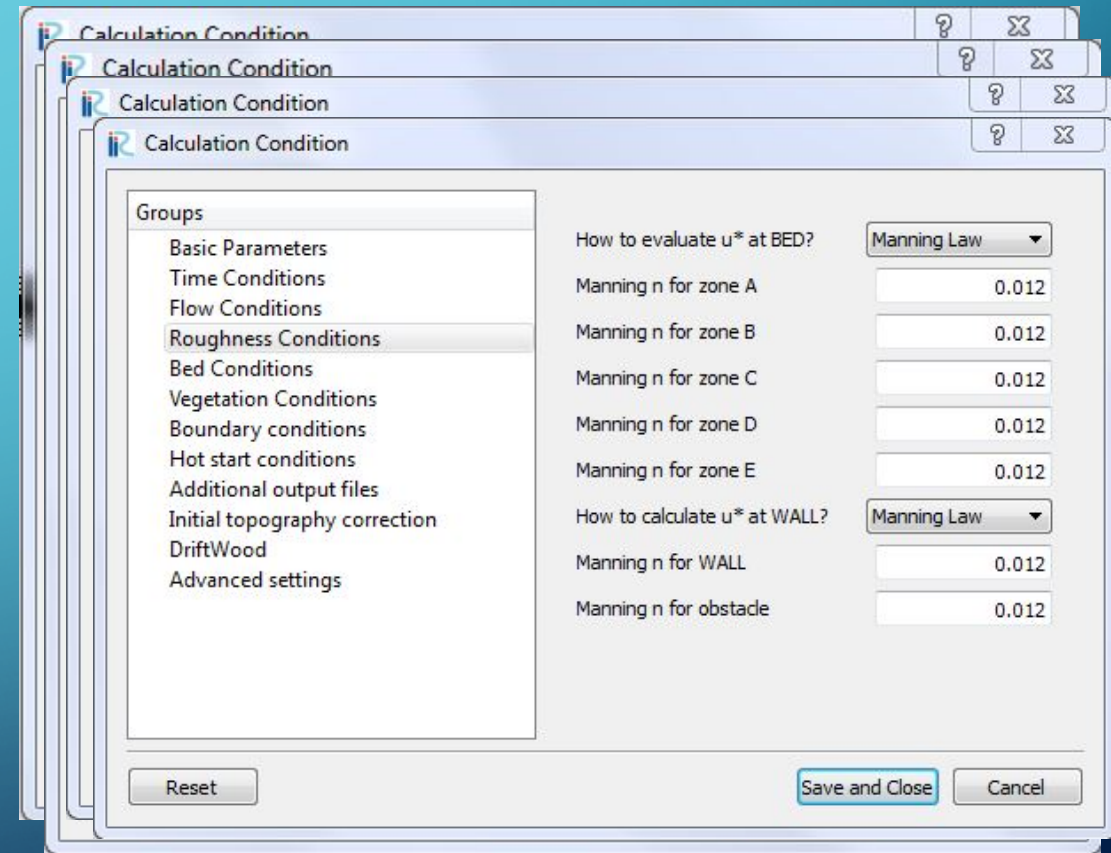 Calculation Condition
Calculation Condition
Calculation Condition
Calculation Condition
Groups
Basic Parameters
Time Conditions
Flow Conditions
Roughness Conditions
Bed Conditions
Vegetation Conditions
Boundary conditions
Hot start conditions
Additional output files
Initial topography correction
DriftWood
Advanced settings
How to evaluate u* at BED? Manning Law
Manning n for zone A 0.012
Manning n for zone B 0.012
Manning n for zone C 0.012
Manning n for zone D 0.012
Manning n for zone E 0.012
How to calculate u* at WALL? Manning Law
Manning n for WALL 0.012
Manning n for obstacle 0.012
Reset Save and Close Cancel